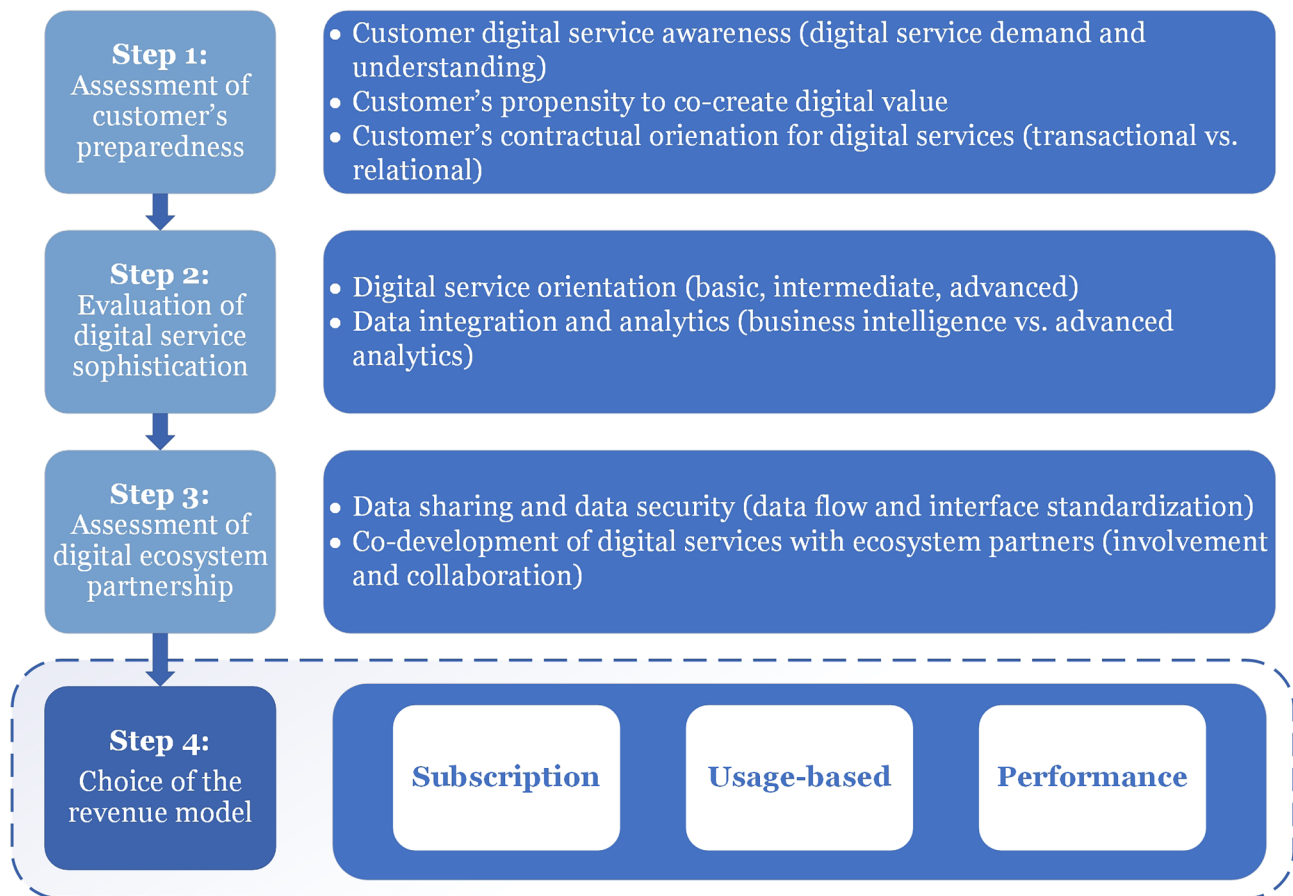 Step 1:
Assessment of
customer's
preparedness
• Customer digital service awareness (digital service demand and
understanding)
• Customer's propensity to co-create digital value
• Customer's contractual orienation for digital services (transactional vs.
relational)
Step 2:
Evaluation of
digital service
sophistication
• Digital service orientation (basic, intermediate, advanced)
• Data integration and analytics (business intelligence vs. advanced
analytics)
Step 3:
Assessment of
digital ecosystem
partnership
• Data sharing and data security (data flow and interface standardization)
• Co-development of digital services with ecosystem partners (involvement
and collaboration)
Step 4:
Choice of the
revenue model
Subscription
Usage-based
Performance